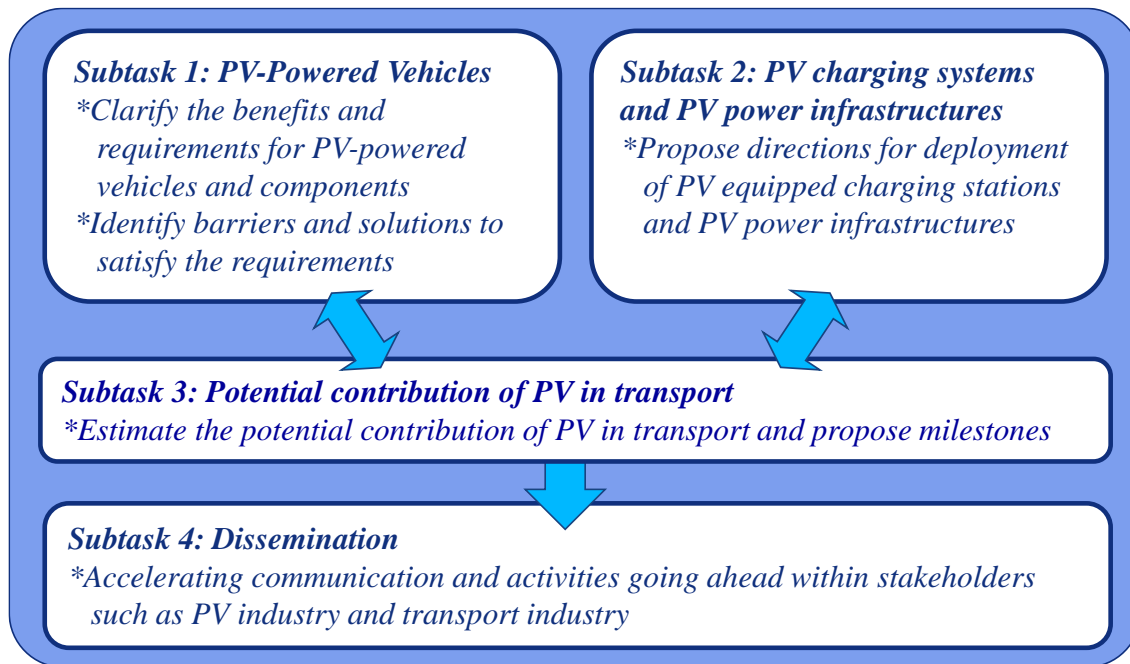 Subtask 1: PV-Powered Vehicles
*Clarify the benefits and
requirements for PV-powered
vehicles and components
*Identify barriers and solutions to
satisfy the requirements
Subtask 2: PV charging systems
and PV power infrastructures
*Propose directions for deployment
of PV equipped charging stations
and PV power infrastructures
Subtask 3: Potential contribution of PV in transport
*Estimate the potential contribution of PV in transport and propose milestones
Subtask 4: Dissemination
*Accelerating communication and activities going ahead within stakeholders
such as PV industry and transport industry